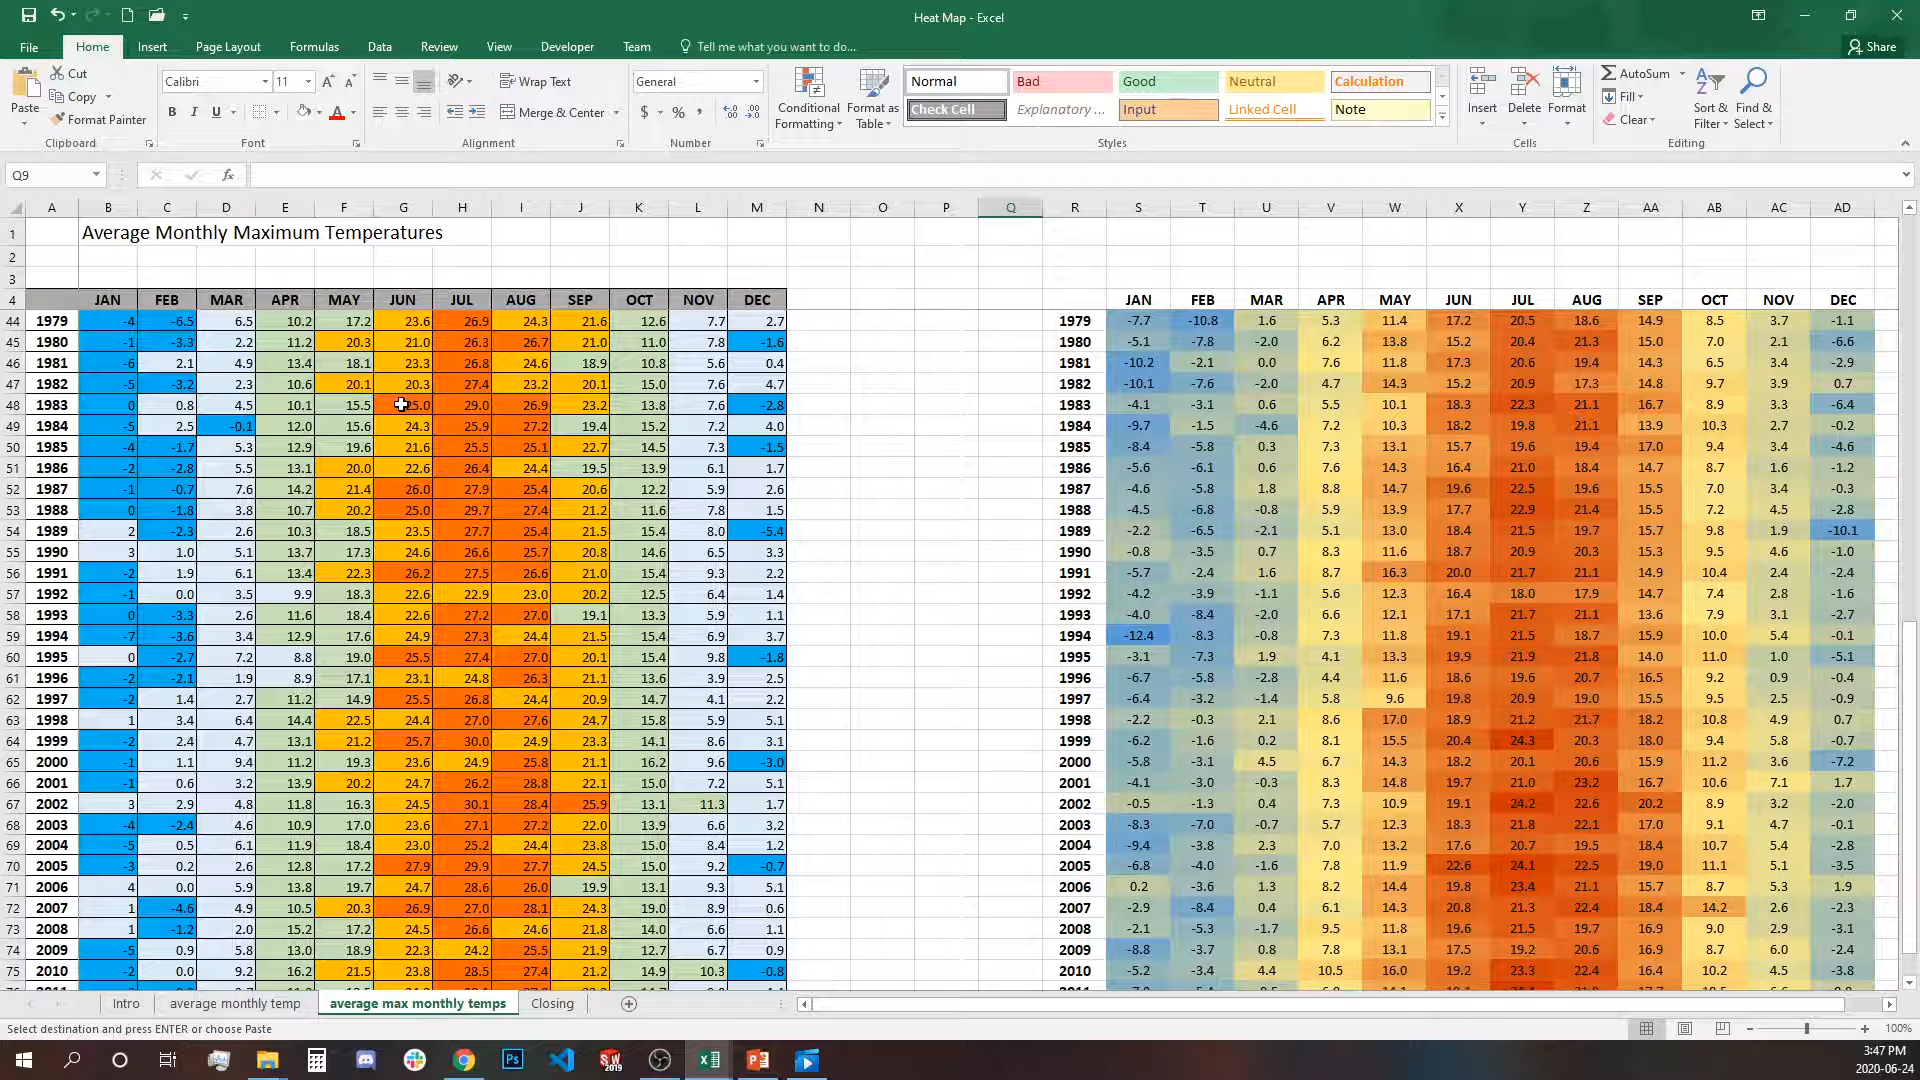 Heat Map - Excel
File Home Insert Page Layout Formulas Data Review View Developer Team Tell me what you want to do... Share
Paste Cut Copy Format Painter Clipboard
Calibri 11 B I U Font
Wrap Text Merge & Center Alignment
General $ % Number
Conditional Formatting Format as Table
Normal Bad Good Neutral Calculation
Check Cell Explanatory ... Input Linked Cell Note
Styles
Insert Delete Format Cells
AutoSum Fill Clear Sort & Filter Find & Select Editing
Q9 fx
A B C D E F G H I J K L M N O P Q R S T U V W X Y Z AA AB AC AD
1 Average Monthly Maximum Temperatures
2
3
4 JAN FEB MAR APR MAY JUN JUL AUG SEP OCT NOV DEC JAN FEB MAR APR MAY JUN JUL AUG SEP OCT NOV DEC
44 1979 -4 -6.5 6.5 10.2 17.2 23.6 26.9 24.3 21.6 12.6 7.7 2.7 1979 -7.7 -10.8 1.6 5.3 11.4 17.2 20.5 18.6 14.9 8.5 3.7 -1.1
45 1980 -1 -3.3 2.2 11.2 20.3 21.0 26.3 26.7 21.0 11.0 7.8 -1.6 1980 -5.1 -7.8 -2.0 6.2 13.8 15.2 20.4 21.3 15.0 7.0 2.1 -6.6
46 1981 -6 2.1 4.9 13.4 18.1 23.3 26.8 24.6 18.9 10.8 5.6 0.4 1981 -10.2 -2.1 0.0 7.6 11.8 17.3 20.6 19.4 14.3 6.5 3.4 -2.9
47 1982 -5 -3.2 2.3 10.6 20.1 20.3 27.4 23.2 20.1 15.0 7.6 4.7 1982 -10.1 -7.6 -2.0 4.7 14.3 15.2 20.9 17.3 14.8 9.7 3.9 0.7
48 1983 0 0.8 4.5 10.1 15.5 25.0 29.0 26.9 23.2 13.8 7.6 -2.8 1983 -4.1 -3.1 0.6 5.5 10.1 18.3 22.3 21.1 16.7 8.9 3.3 -6.4
49 1984 -5 2.5 -0.1 12.0 15.6 24.3 25.9 27.2 19.4 15.2 7.2 4.0 1984 -9.7 -1.5 -4.6 7.2 10.3 18.2 19.8 21.1 13.9 10.3 2.7 -0.2
50 1985 -4 -1.7 5.3 12.9 19.6 21.6 25.5 25.1 22.7 14.5 7.3 -1.5 1985 -8.4 -5.8 0.3 7.3 13.1 15.7 19.6 19.4 17.0 9.4 3.4 -4.6
51 1986 -2 -2.8 5.5 13.1 20.0 22.6 26.4 24.4 19.5 13.9 6.1 1.7 1986 -5.6 -6.1 0.6 7.6 14.3 16.4 21.0 18.4 14.7 8.7 1.6 -1.2
52 1987 -1 -0.7 7.6 14.2 21.4 26.0 27.9 25.4 20.6 12.2 5.9 2.6 1987 -4.6 -5.8 1.8 8.8 14.7 19.6 22.5 19.6 15.5 7.0 3.4 -0.3
53 1988 0 -1.8 3.8 10.7 20.2 25.0 29.7 27.4 21.2 11.6 7.8 1.5 1988 -4.5 -6.8 -0.8 5.9 13.9 17.7 22.9 21.4 15.5 7.2 4.5 -2.8
54 1989 2 -2.3 2.6 10.3 18.5 23.5 27.7 25.4 21.5 15.4 8.0 -5.4 1989 -2.2 -6.5 -2.1 5.1 13.0 18.4 21.5 19.7 15.7 9.8 1.9 -10.1
55 1990 3 1.0 5.1 13.7 17.3 24.6 26.6 25.7 20.8 14.6 6.5 3.3 1990 -0.8 -3.5 0.7 8.3 11.6 18.7 20.9 20.3 15.3 9.5 4.6 -1.0
56 1991 -2 1.9 6.1 13.4 22.3 26.2 27.5 26.6 21.0 15.4 9.3 2.2 1991 -5.7 -2.4 1.6 8.7 16.3 20.0 21.7 21.1 14.9 10.4 2.4 -2.4
57 1992 -1 0.0 3.5 9.9 18.3 22.6 22.9 23.0 20.2 12.5 6.4 1.4 1992 -4.2 -3.9 -1.1 5.6 12.3 16.4 18.0 17.9 14.7 7.4 2.8 -1.6
58 1993 0 -3.3 2.6 11.6 18.4 22.6 27.2 27.0 19.1 13.3 5.9 1.1 1993 -4.0 -8.4 -2.0 6.6 12.1 17.1 21.7 21.1 13.6 7.9 3.1 -2.7
59 1994 -7 -3.6 3.4 12.9 17.6 24.9 27.3 24.4 21.5 15.4 6.9 3.7 1994 -12.4 -8.3 -0.8 7.3 11.8 19.1 21.5 18.7 15.9 10.0 5.4 -0.1
60 1995 0 -2.7 7.2 8.8 19.0 25.5 27.4 27.0 20.1 15.4 9.8 -1.8 1995 -3.1 -7.3 1.9 4.1 13.3 19.9 21.9 21.8 14.0 11.0 1.0 -5.1
61 1996 -2 -2.1 1.9 8.9 17.1 23.1 24.8 26.3 21.1 13.6 3.9 2.5 1996 -6.7 -5.8 -2.8 4.4 11.6 18.6 19.6 20.7 16.5 9.2 0.9 -0.4
62 1997 -2 1.4 2.7 11.2 14.9 25.5 26.8 24.4 20.9 14.7 4.1 2.2 1997 -6.4 -3.2 -1.4 5.8 9.6 19.8 20.9 19.0 15.5 9.5 2.5 -0.9
63 1998 1 3.4 6.4 14.4 22.5 24.4 27.0 27.6 24.7 15.8 5.9 5.1 1998 -2.2 -0.3 2.1 8.6 17.0 18.9 21.2 21.7 18.2 10.8 4.9 0.7
64 1999 -2 2.4 4.7 13.1 21.2 25.7 30.0 24.9 23.3 14.1 8.6 3.1 1999 -6.2 -1.6 0.2 8.1 15.5 20.4 24.3 20.3 18.0 9.4 5.8 -0.7
65 2000 -1 1.1 9.4 11.2 19.3 23.6 24.9 25.8 21.1 16.2 9.6 -3.0 2000 -5.8 -3.1 4.5 6.7 14.3 18.2 20.1 20.6 15.9 11.2 3.6 -7.2
66 2001 -1 0.6 3.2 13.9 20.2 24.7 26.2 28.8 22.1 15.0 7.2 5.1 2001 -4.1 -3.0 -0.3 8.3 14.8 19.7 21.0 23.2 16.7 10.6 7.1 1.7
67 2002 3 2.9 4.8 11.8 16.3 24.5 30.1 28.4 25.9 13.1 11.3 1.7 2002 -0.5 -1.3 0.4 7.3 10.9 19.1 24.2 22.6 20.2 8.9 3.2 -2.0
68 2003 -4 -2.4 4.6 10.9 17.0 23.6 27.1 27.2 22.0 13.9 6.6 3.2 2003 -8.3 -7.0 -0.7 5.7 12.3 18.3 21.8 22.1 17.0 9.1 4.7 -0.1
69 2004 -5 0.5 6.1 11.9 18.4 23.0 25.2 24.4 23.8 15.0 8.4 1.2 2004 -9.4 -3.8 2.3 7.0 13.2 17.6 20.7 19.5 18.4 10.7 5.4 -2.8
70 2005 -3 0.2 2.6 12.8 17.2 27.9 29.9 27.7 24.5 15.0 9.2 -0.7 2005 -6.8 -4.0 -1.6 7.8 11.9 22.6 24.1 22.5 19.0 11.1 5.1 -3.5
71 2006 4 0.0 5.9 13.8 19.7 24.7 28.6 26.0 19.9 13.1 9.3 5.1 2006 0.2 -3.6 1.3 8.2 14.4 19.8 23.4 21.1 15.7 8.7 5.3 1.9
72 2007 1 -4.6 4.9 10.5 20.3 26.9 27.0 28.1 24.3 19.0 8.9 0.6 2007 -2.9 -8.4 0.4 6.1 14.3 20.8 21.3 22.4 18.4 14.2 2.6 -2.3
73 2008 1 -1.2 2.0 15.2 17.2 24.5 26.6 24.6 21.8 14.0 6.6 1.1 2008 -2.1 -5.3 -1.7 9.5 11.8 19.6 21.5 19.7 16.9 9.0 2.9 -3.1
74 2009 -5 0.9 5.8 13.0 18.9 22.3 24.2 25.5 21.9 12.7 6.7 0.9 2009 -8.8 -3.7 0.8 7.8 13.1 17.5 19.2 20.6 16.9 8.7 6.0 -2.4
75 2010 -2 0.0 9.2 16.2 21.5 23.8 28.5 27.4 21.2 14.9 10.3 -0.8 2010 -5.2 -3.4 4.4 10.5 16.0 19.2 23.3 22.4 16.4 10.2 4.5 -3.8
Intro average monthly temp average max monthly temps Closing
Select destination and press ENTER or choose Paste 100%
3:47 PM
2020-06-24